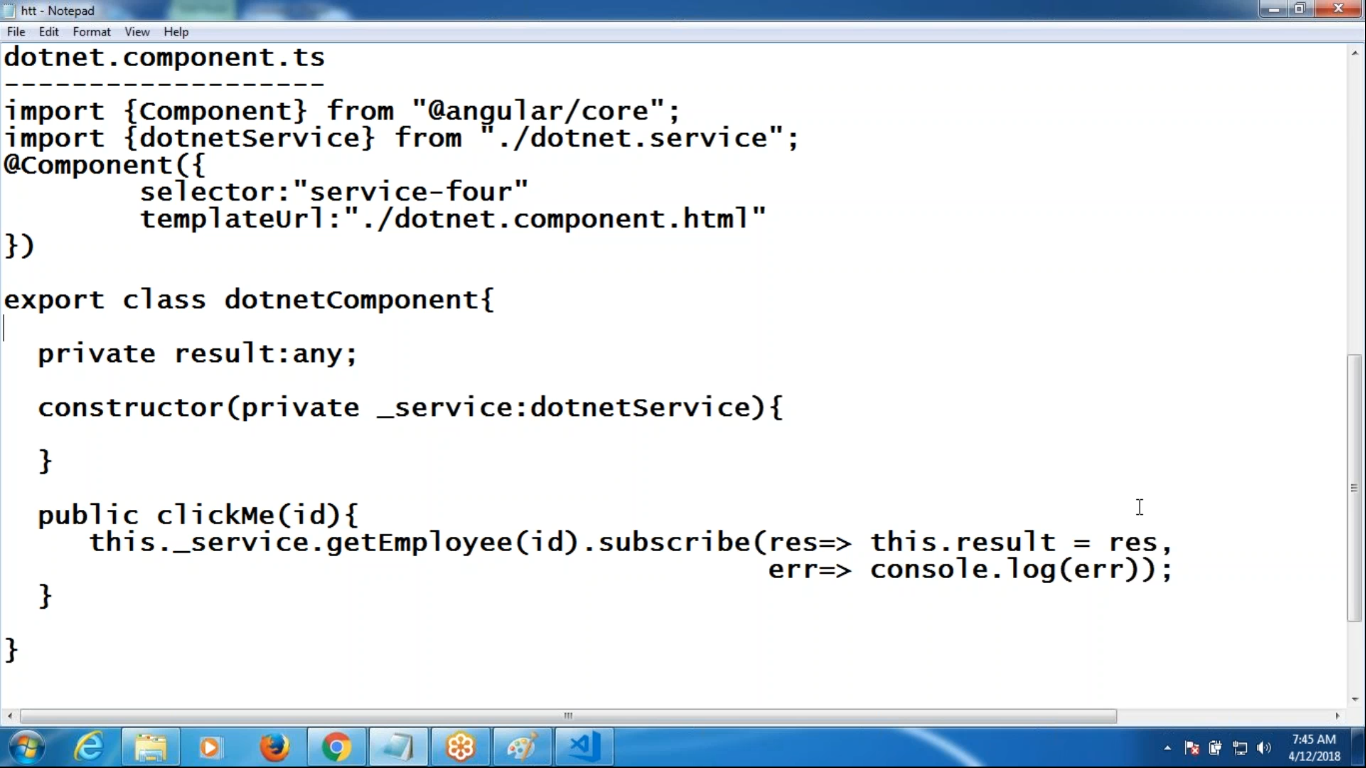 htt - Notepad
File Edit Format View Help
dotnet.component.ts
-------------------
import {Component} from "@angular/core";
import {dotnetService} from "./dotnet.service";
@Component({
        selector:"service-four"
        templateUrl:"./dotnet.component.html"
})
export class dotnetComponent{
  private result:any;
  constructor(private _service:dotnetService){
  }
  public clickMe(id){
     this._service.getEmployee(id).subscribe(res=> this.result = res,
                                             err=> console.log(err));
  }
}
7:45 AM
4/12/2018